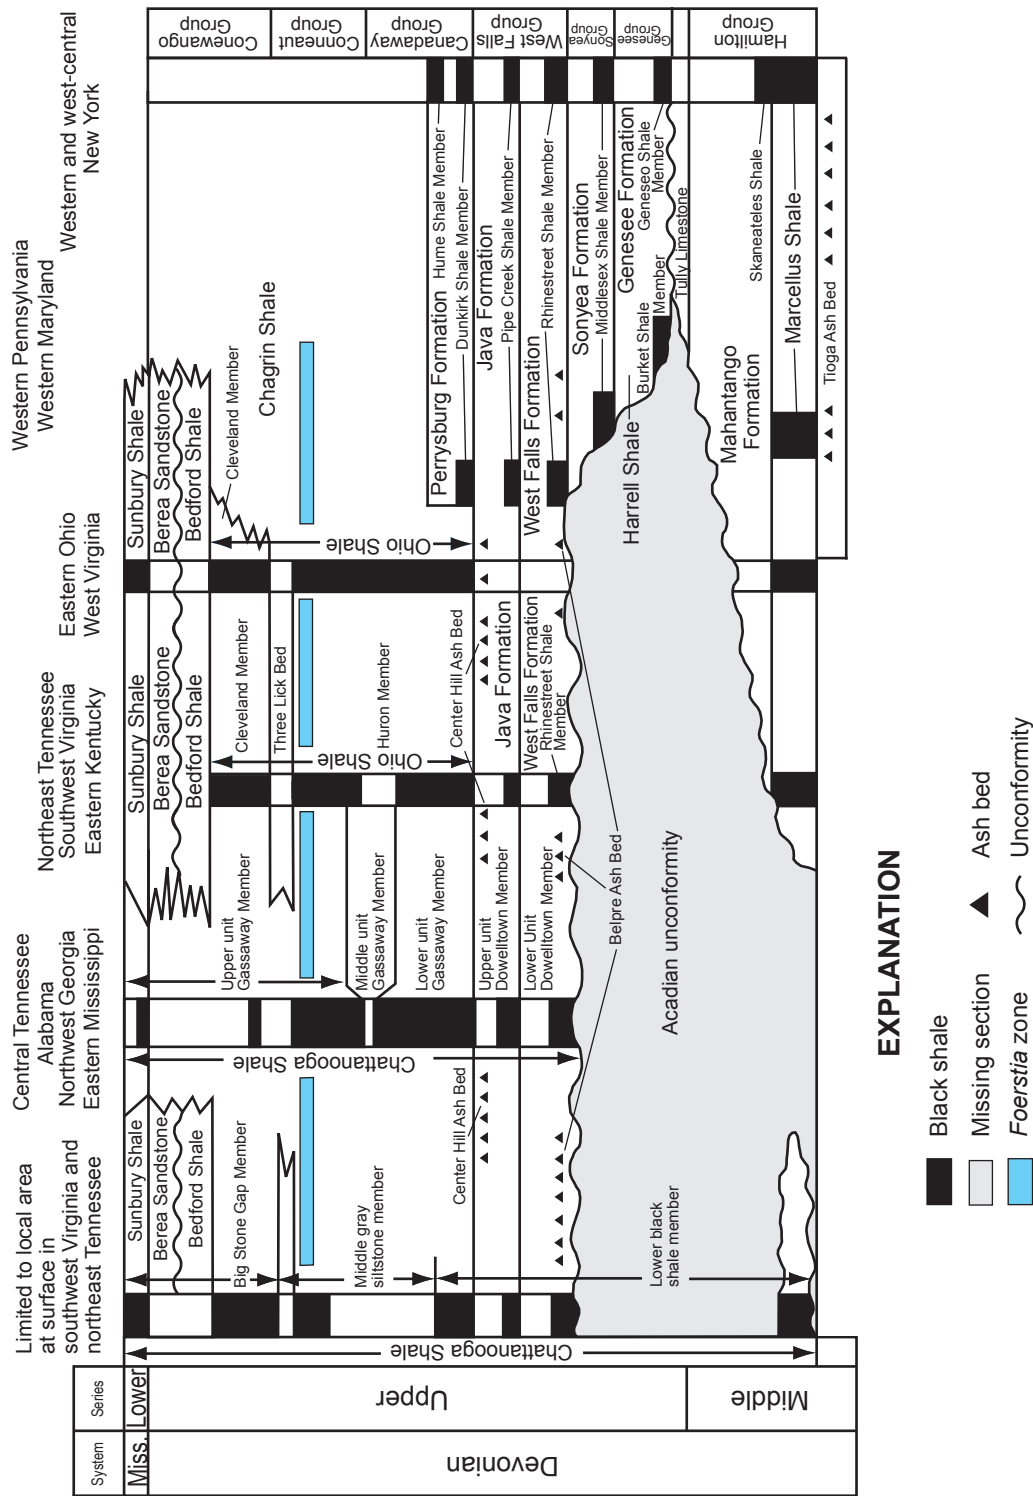 System
Series
Miss.
Lower
Devonian
Upper
Middle
Limited to local area
at surface in
southwest Virginia and
northeast Tennessee
Central Tennessee
Alabama
Northwest Georgia
Eastern Mississippi
Northeast Tennessee
Southwest Virginia
Eastern Kentucky
Eastern Ohio
West Virginia
Western Pennsylvania
Western Maryland
Western and west-central
New York
Chattanooga Shale
Sunbury Shale
Berea Sandstone
Bedford Shale
Big Stone Gap Member
Middle gray
siltstone member
Lower black
shale member
Center Hill Ash Bed
Chattanooga Shale
Upper unit
Gassaway Member
Middle unit
Gassaway Member
Lower unit
Gassaway Member
Upper unit
Dowelltown Member
Lower Unit
Dowelltown Member
Belpre Ash Bed
Acadian unconformity
Sunbury Shale
Berea Sandstone
Bedford Shale
Cleveland Member
Three Lick Bed
Huron Member
Ohio Shale
Center Hill Ash Bed
Java Formation
West Falls Formation
Rhinestreet Shale
Member
Sunbury Shale
Berea Sandstone
Bedford Shale
Cleveland Member
Chagrin Shale
Ohio Shale
Perrysburg Formation
Hume Shale Member
Dunkirk Shale Member
Java Formation
Pipe Creek Shale Member
West Falls Formation
Rhinestreet Shale Member
Sonyea Formation
Middlesex Shale Member
Genesee Formation
Geneseo Shale
Member
Harrell Shale
Burket Shale
Member
Tully Limestone
Mahantango
Formation
Skaneateles Shale
Marcellus Shale
Tioga Ash Bed
Conewango
Group
Conneaut
Group
Canadaway
Group
West Falls
Group
Sonyea
Group
Genesee
Group
Hamilton
Group
EXPLANATION
Black shale
Missing section
Foerstia zone
Ash bed
Unconformity